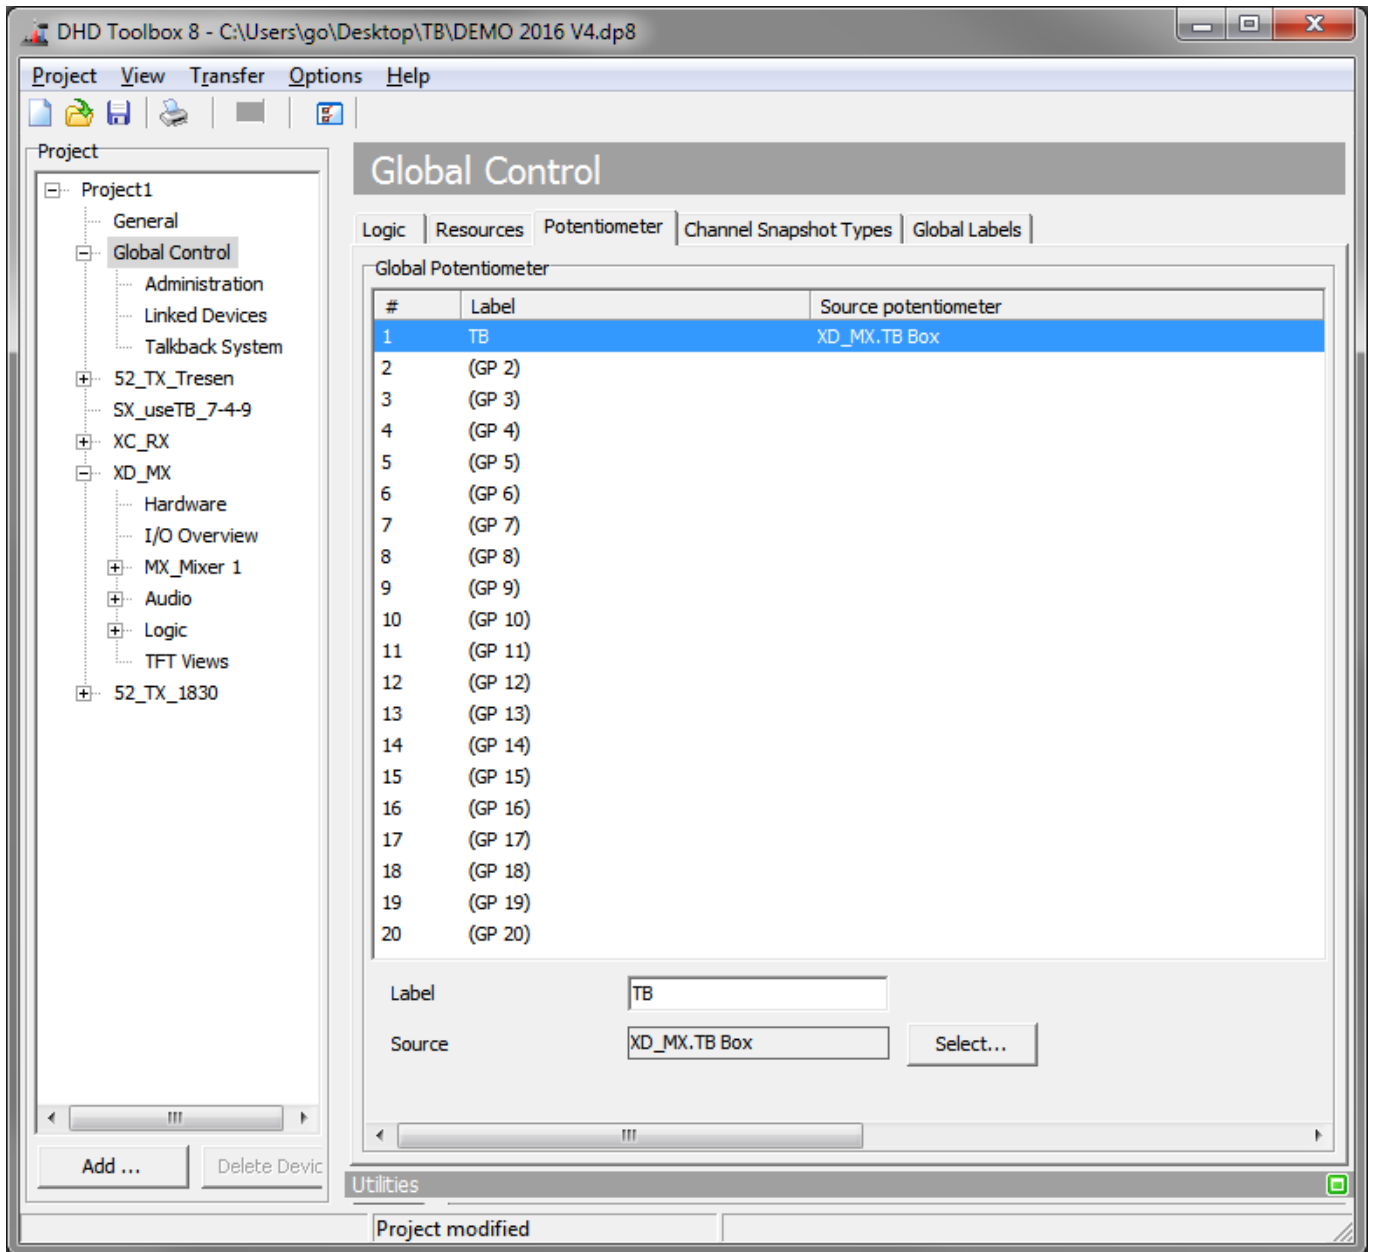 DHD Toolbox 8 - C:\Users\go\Desktop\TB\DEMO 2016 V4.dp8
Project View Transfer Options Help
Project
Project1
General
Global Control
Administration
Linked Devices
Talkback System
52_TX_Tresen
SX_useTB_7-4-9
XC_RX
XD_MX
Hardware
I/O Overview
MX_Mixer 1
Audio
Logic
TFT Views
52_TX_1830
Add ... Delete Devic
Global Control
Logic Resources Potentiometer Channel Snapshot Types Global Labels
Global Potentiometer
# Label Source potentiometer
1 TB XD_MX.TB Box
2 (GP 2)
3 (GP 3)
4 (GP 4)
5 (GP 5)
6 (GP 6)
7 (GP 7)
8 (GP 8)
9 (GP 9)
10 (GP 10)
11 (GP 11)
12 (GP 12)
13 (GP 13)
14 (GP 14)
15 (GP 15)
16 (GP 16)
17 (GP 17)
18 (GP 18)
19 (GP 19)
20 (GP 20)
Label TB
Source XD_MX.TB Box Select...
Utilities
Project modified